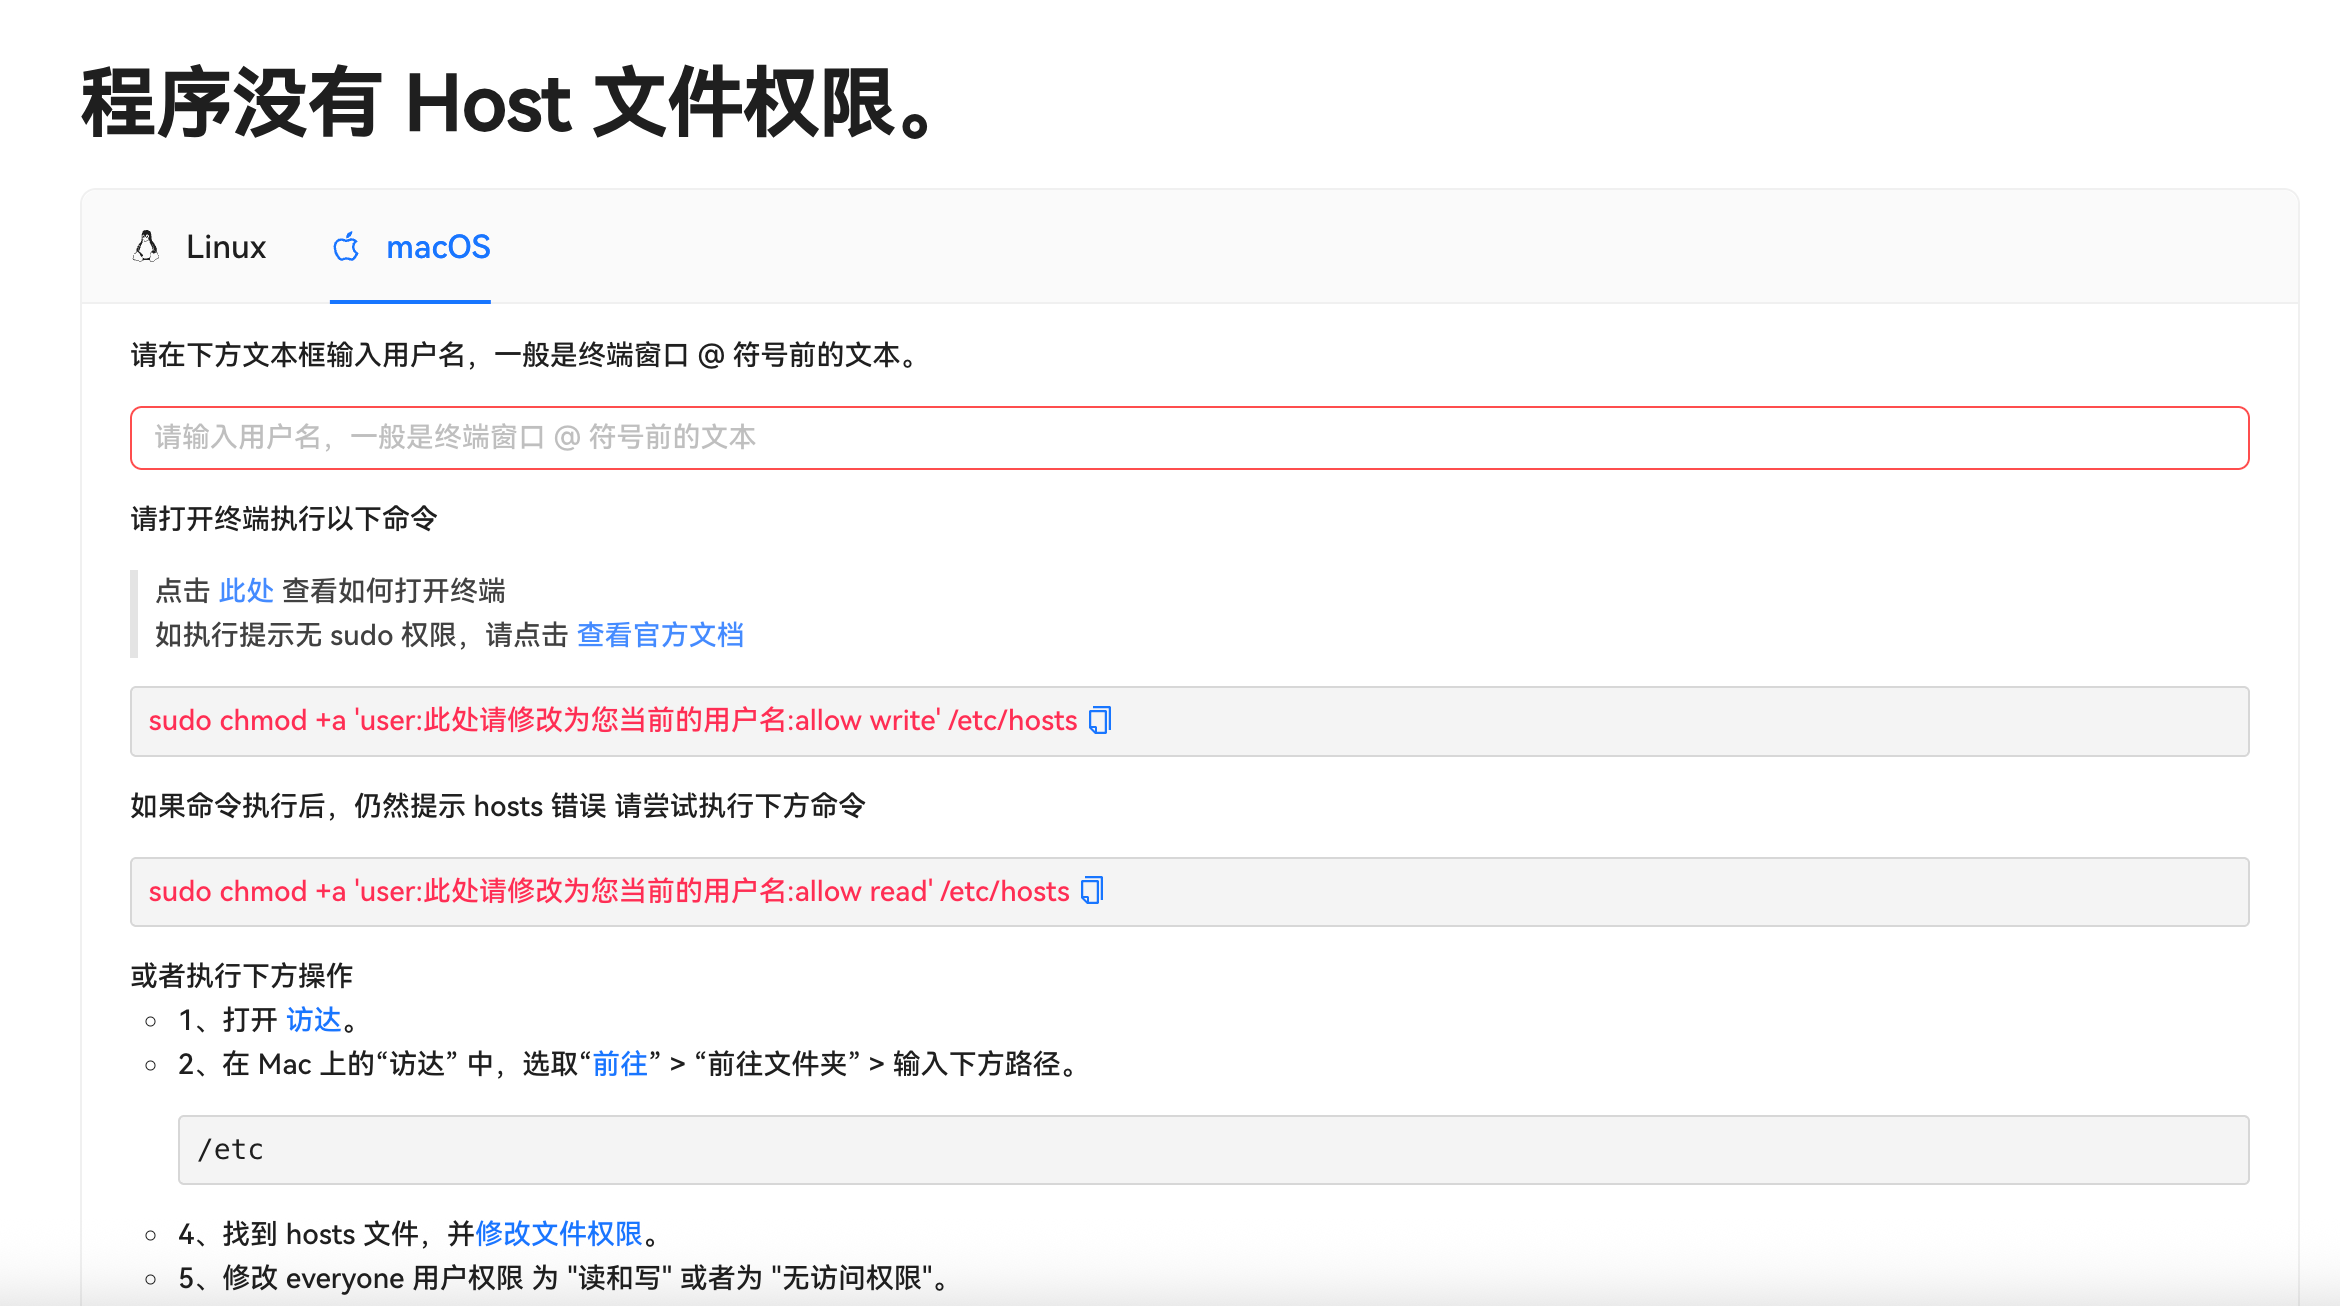 程序没有 Host 文件权限。
Linux macOS
请在下方文本框输入用户名，一般是终端窗口 @ 符号前的文本。
请输入用户名，一般是终端窗口 @ 符号前的文本
请打开终端执行以下命令
点击 此处 查看如何打开终端
如执行提示无 sudo 权限，请点击 查看官方文档
sudo chmod +a 'user:此处请修改为您当前的用户名:allow write' /etc/hosts
如果命令执行后，仍然提示 hosts 错误 请尝试执行下方命令
sudo chmod +a 'user:此处请修改为您当前的用户名:allow read' /etc/hosts
或者执行下方操作
1、打开 访达。
2、在 Mac 上的“访达” 中，选取“前往” > “前往文件夹” > 输入下方路径。
/etc
4、找到 hosts 文件，并修改文件权限。
5、修改 everyone 用户权限 为 "读和写" 或者为 "无访问权限"。